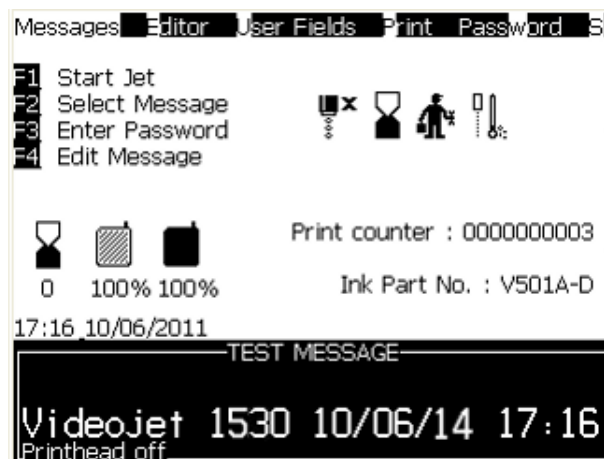 Messages Editor User Fields Print Password S
F1 Start Jet
F2 Select Message
F3 Enter Password
F4 Edit Message
Print counter : 0000000003
0 100% 100%
Ink Part No. : V501A-D
17:16 10/06/2011
TEST MESSAGE
Videojet 1530 10/06/14 17:16
Printhead off